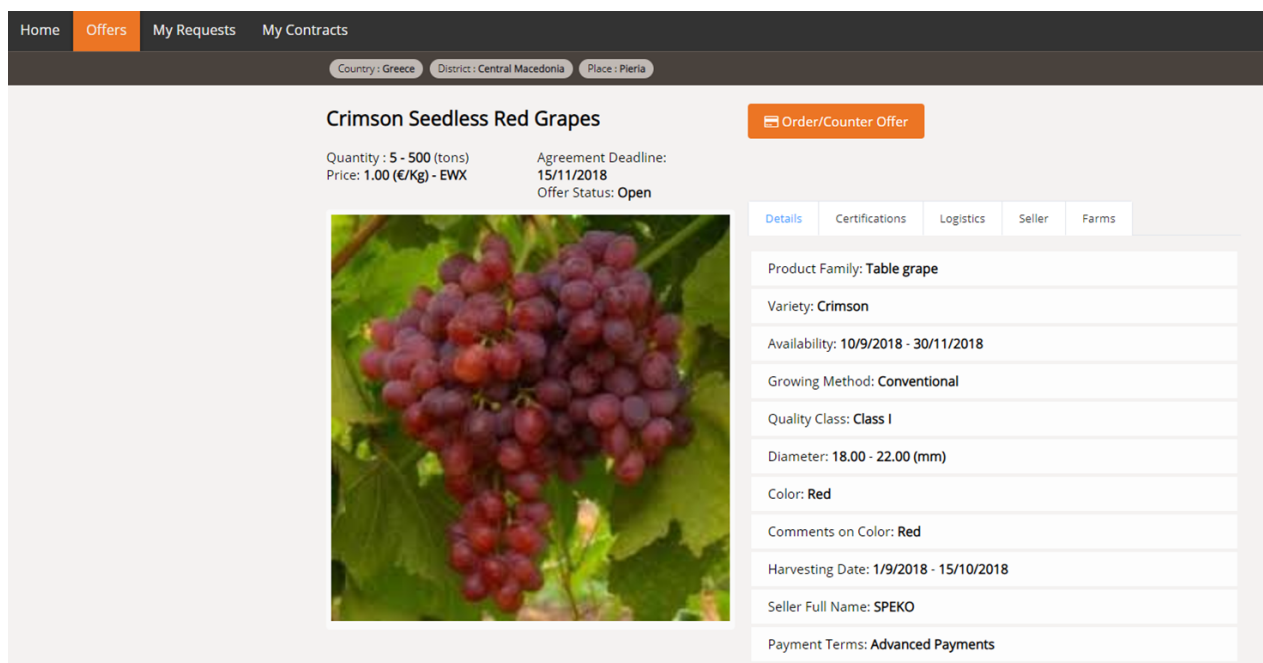 Home Offers My Requests My Contracts
Country : Greece District : Central Macedonia Place : Pieria
Crimson Seedless Red Grapes
Quantity : 5 - 500 (tons)
Price: 1.00 (€/Kg) - EWX
Agreement Deadline:
15/11/2018
Offer Status: Open
Order/Counter Offer
Details Certifications Logistics Seller Farms
Product Family: Table grape
Variety: Crimson
Availability: 10/9/2018 - 30/11/2018
Growing Method: Conventional
Quality Class: Class I
Diameter: 18.00 - 22.00 (mm)
Color: Red
Comments on Color: Red
Harvesting Date: 1/9/2018 - 15/10/2018
Seller Full Name: SPEKO
Payment Terms: Advanced Payments